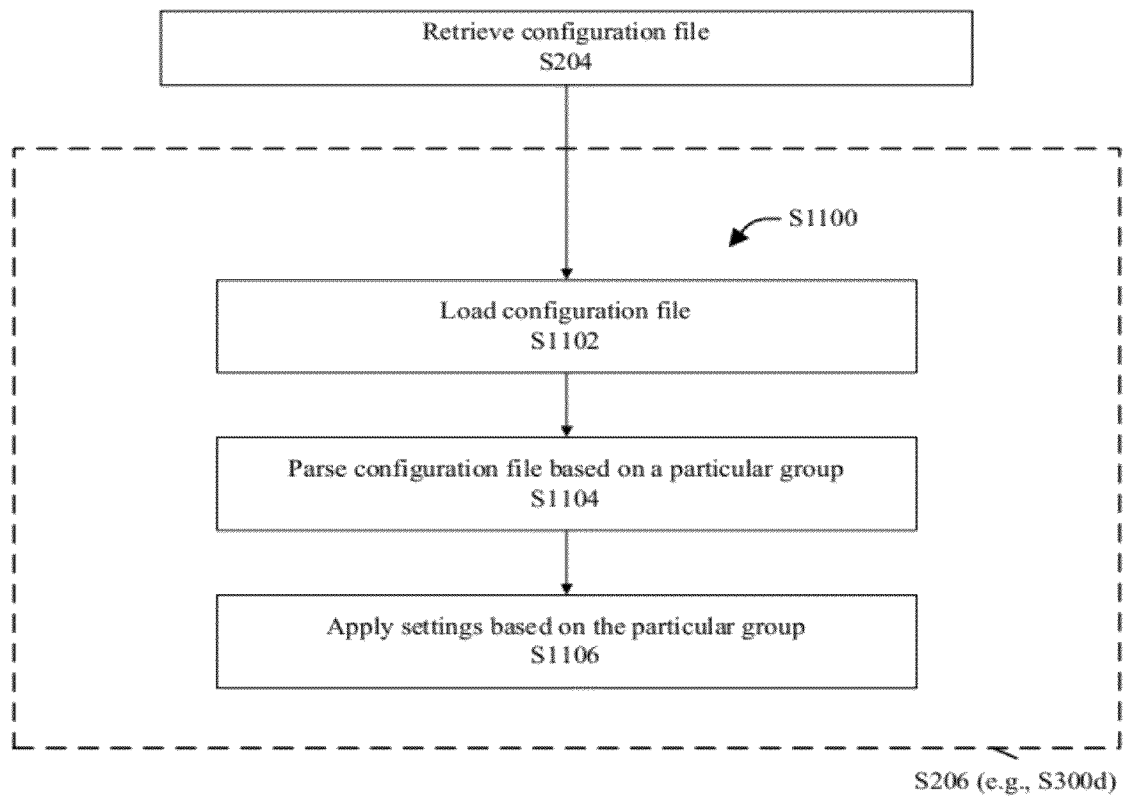 Retrieve configuration file
S204
S1100
Load configuration file
S1102
Parse configuration file based on a particular group
S1104
Apply settings based on the particular group
S1106
S206 (e.g., S300d)